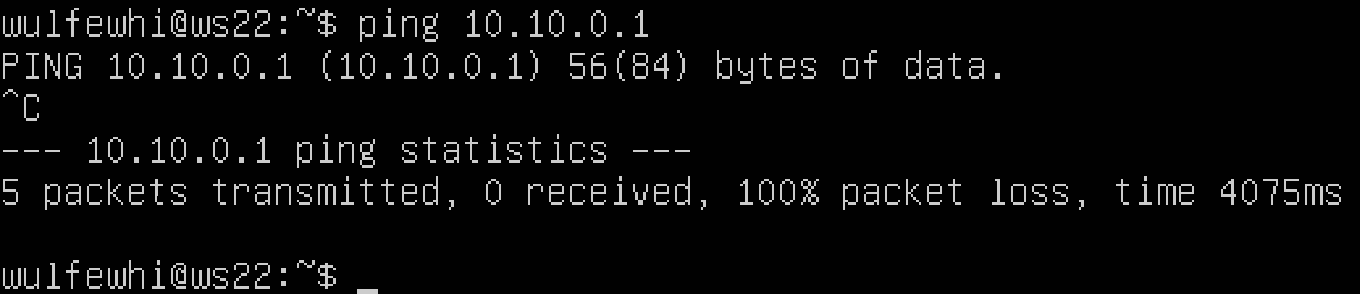 wulfewhi@ws22:~$ ping 10.10.0.1
PING 10.10.0.1 (10.10.0.1) 56(84) bytes of data.
^C
--- 10.10.0.1 ping statistics ---
5 packets transmitted, 0 received, 100% packet loss, time 4075ms
wulfewhi@ws22:~$ _